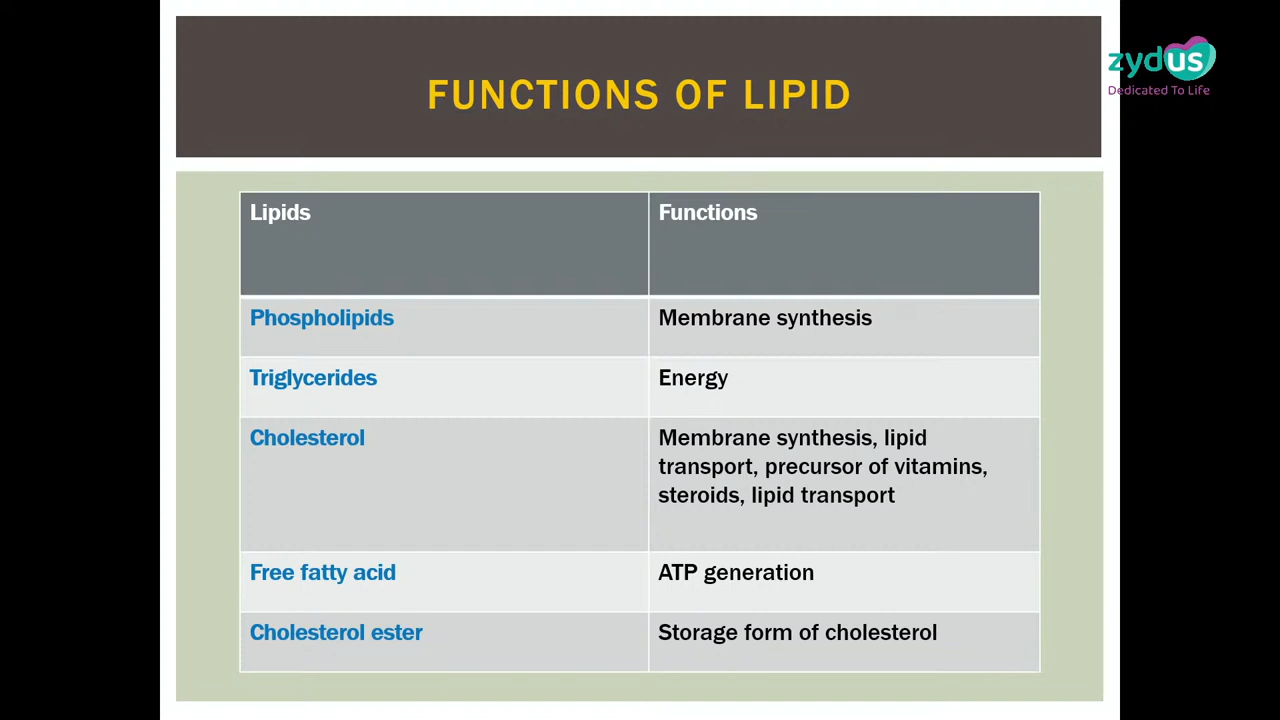 FUNCTIONS OF LIPID
zydus
Dedicated To Life
Lipids
Functions
Phospholipids
Membrane synthesis
Triglycerides
Energy
Cholesterol
Membrane synthesis, lipid
transport, precursor of vitamins,
steroids, lipid transport
Free fatty acid
ATP generation
Cholesterol ester
Storage form of cholesterol